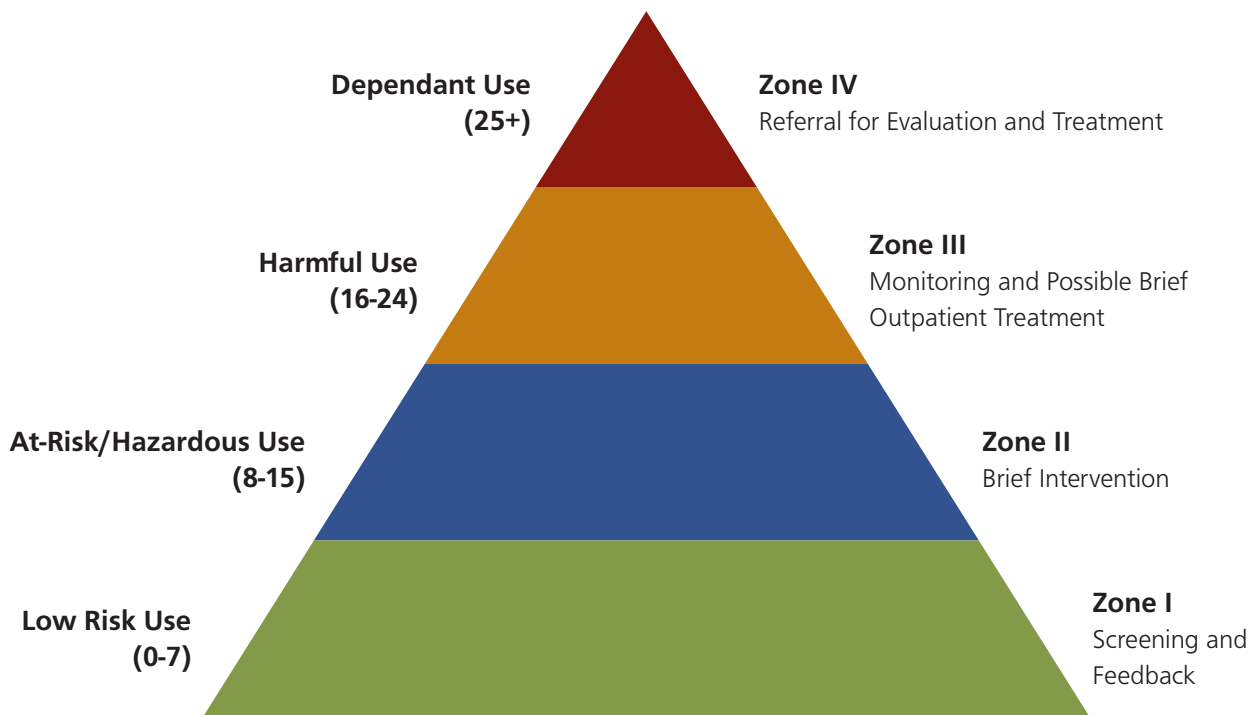 Dependant Use
(25+)
Zone IV
Referral for Evaluation and Treatment
Harmful Use
(16-24)
Zone III
Monitoring and Possible Brief
Outpatient Treatment
At-Risk/Hazardous Use
(8-15)
Zone II
Brief Intervention
Low Risk Use
(0-7)
Zone I
Screening and
Feedback